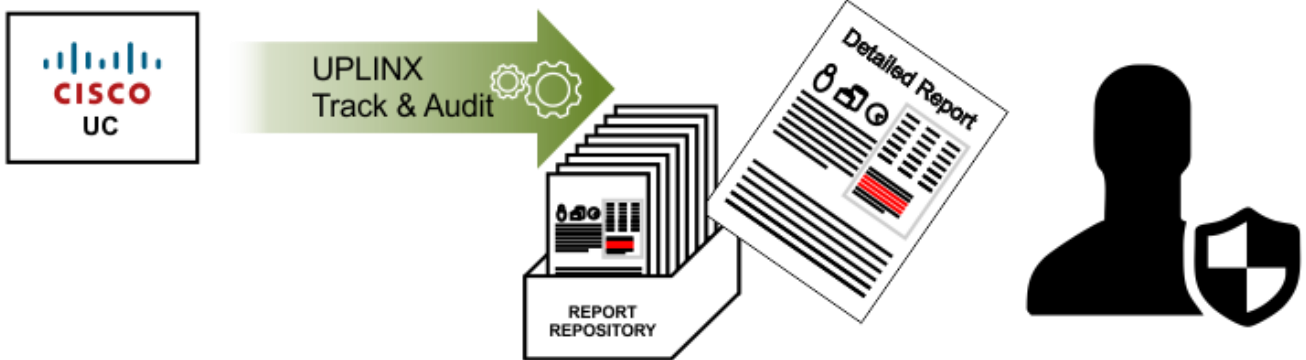 CISCO
UC
UPLINX
Track & Audit
REPORT
REPOSITORY
Detailed Report